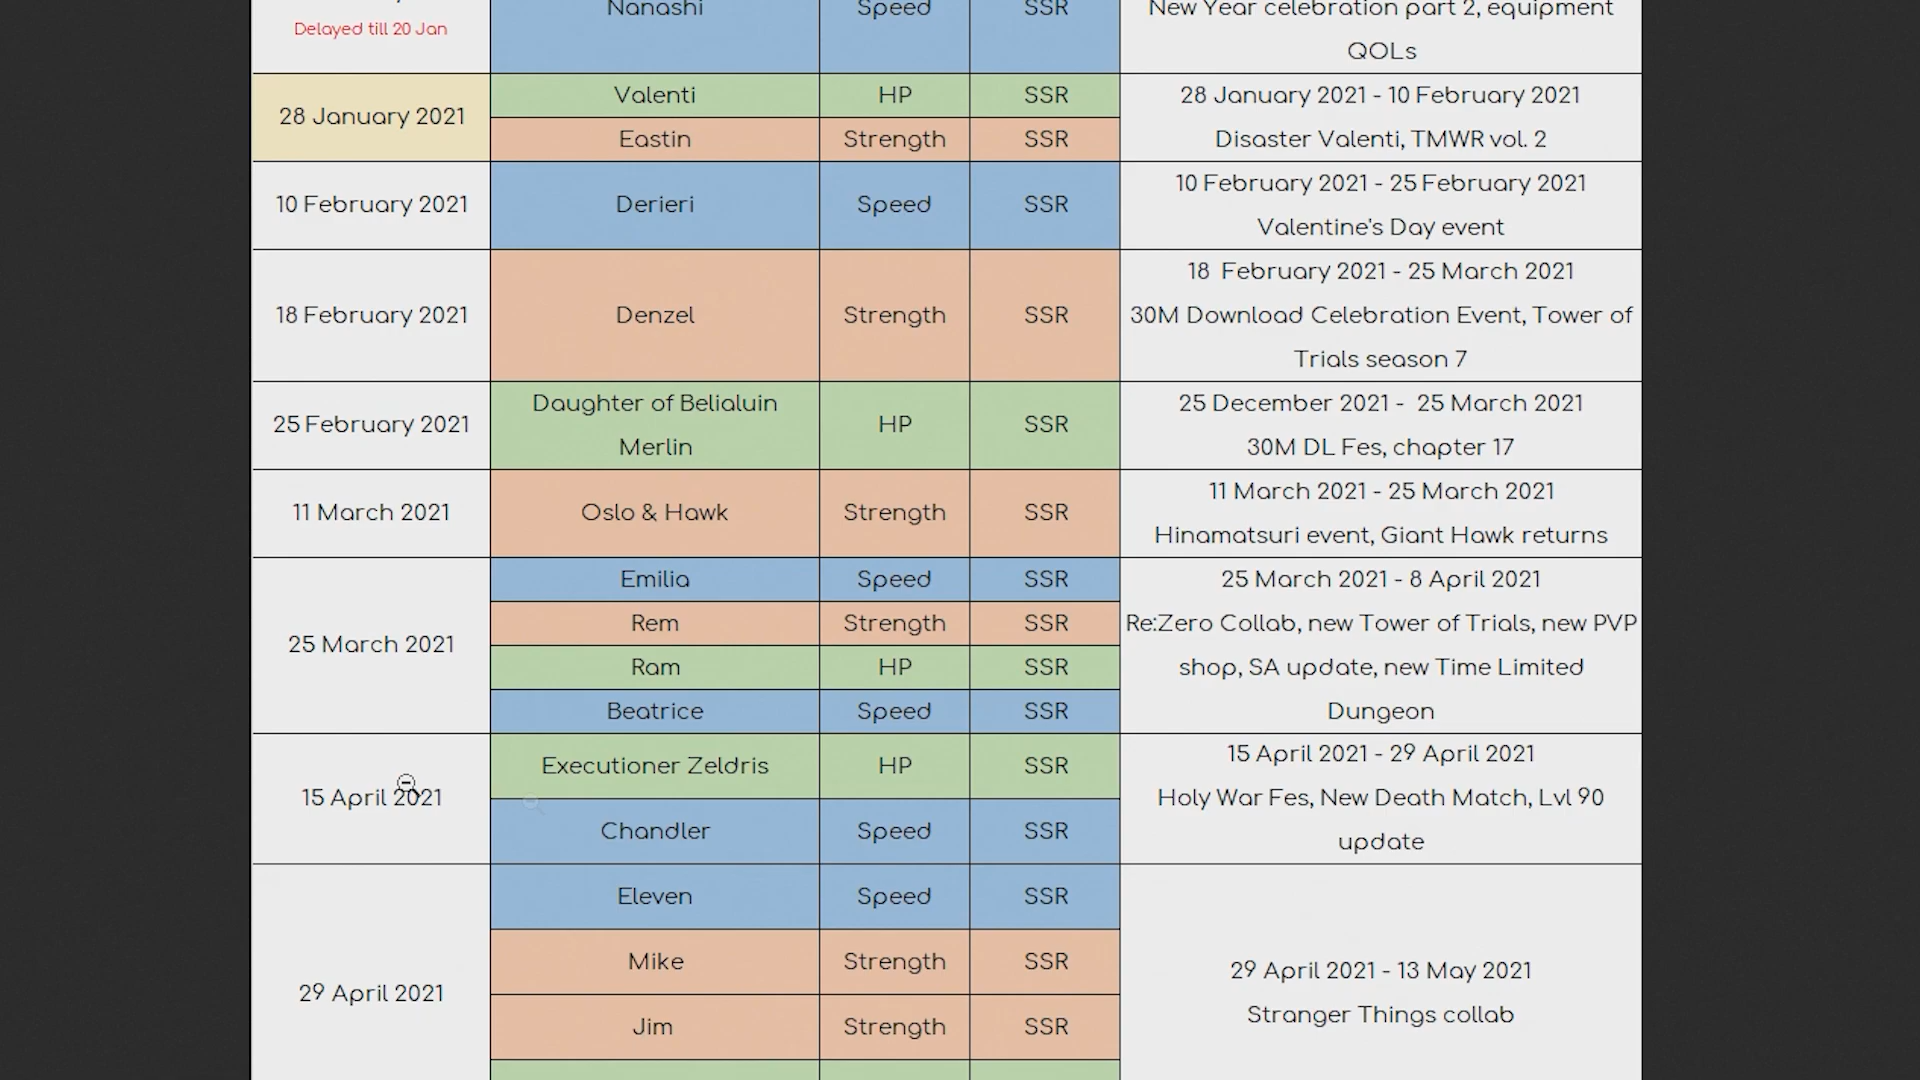 Delayed till 20 Jan
Nanashi
Speed
SSR
New Year celebration part 2, equipment
QOLs
28 January 2021
Valenti
HP
SSR
Eastin
Strength
SSR
28 January 2021 - 10 February 2021
Disaster Valenti, TMWR vol. 2
10 February 2021
Derieri
Speed
SSR
10 February 2021 - 25 February 2021
Valentine's Day event
18 February 2021
Denzel
Strength
SSR
18 February 2021 - 25 March 2021
30M Download Celebration Event, Tower of
Trials season 7
25 February 2021
Daughter of Belialuin
Merlin
HP
SSR
25 December 2021 - 25 March 2021
30M DL Fes, chapter 17
11 March 2021
Oslo & Hawk
Strength
SSR
11 March 2021 - 25 March 2021
Hinamatsuri event, Giant Hawk returns
25 March 2021
Emilia
Speed
SSR
Rem
Strength
SSR
Ram
HP
SSR
Beatrice
Speed
SSR
25 March 2021 - 8 April 2021
Re:Zero Collab, new Tower of Trials, new PVP
shop, SA update, new Time Limited
Dungeon
15 April 2021
Executioner Zeldris
HP
SSR
Chandler
Speed
SSR
15 April 2021 - 29 April 2021
Holy War Fes, New Death Match, Lvl 90
update
29 April 2021
Eleven
Speed
SSR
Mike
Strength
SSR
Jim
Strength
SSR
29 April 2021 - 13 May 2021
Stranger Things collab